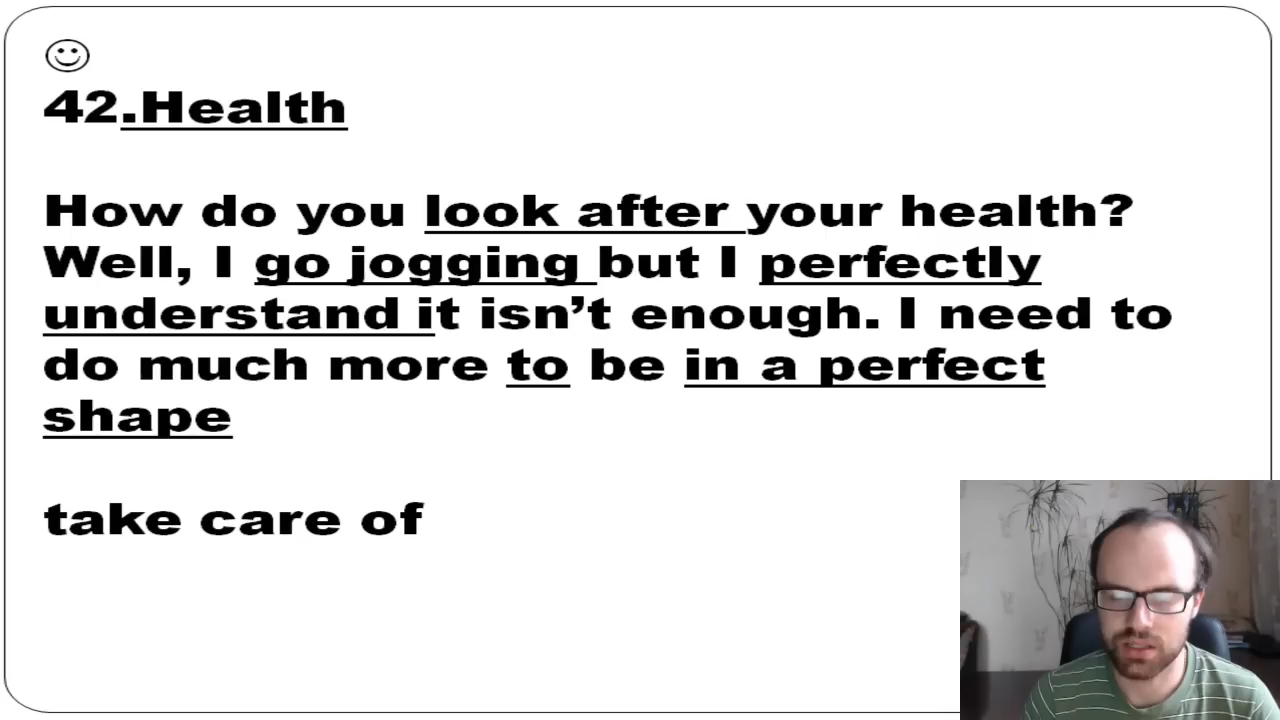 42.Health
How do you look after your health?
Well, I go jogging but I perfectly
understand it isn’t enough. I need to
do much more to be in a perfect
shape
take care of